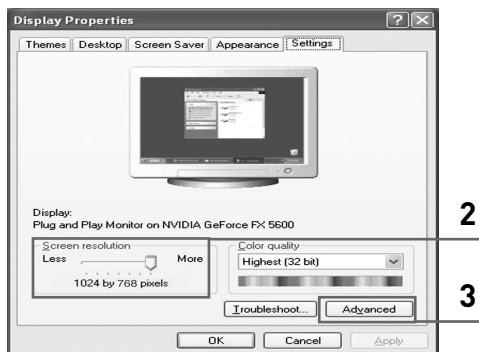 Display Properties
Themes Desktop Screen Saver Appearance Settings
Display:
Plug and Play Monitor on NVIDIA GeForce FX 5600
Screen resolution
Less More
1024 by 768 pixels
Color quality
Highest (32 bit)
2
Troubleshoot... Advanced
3
OK Cancel Apply